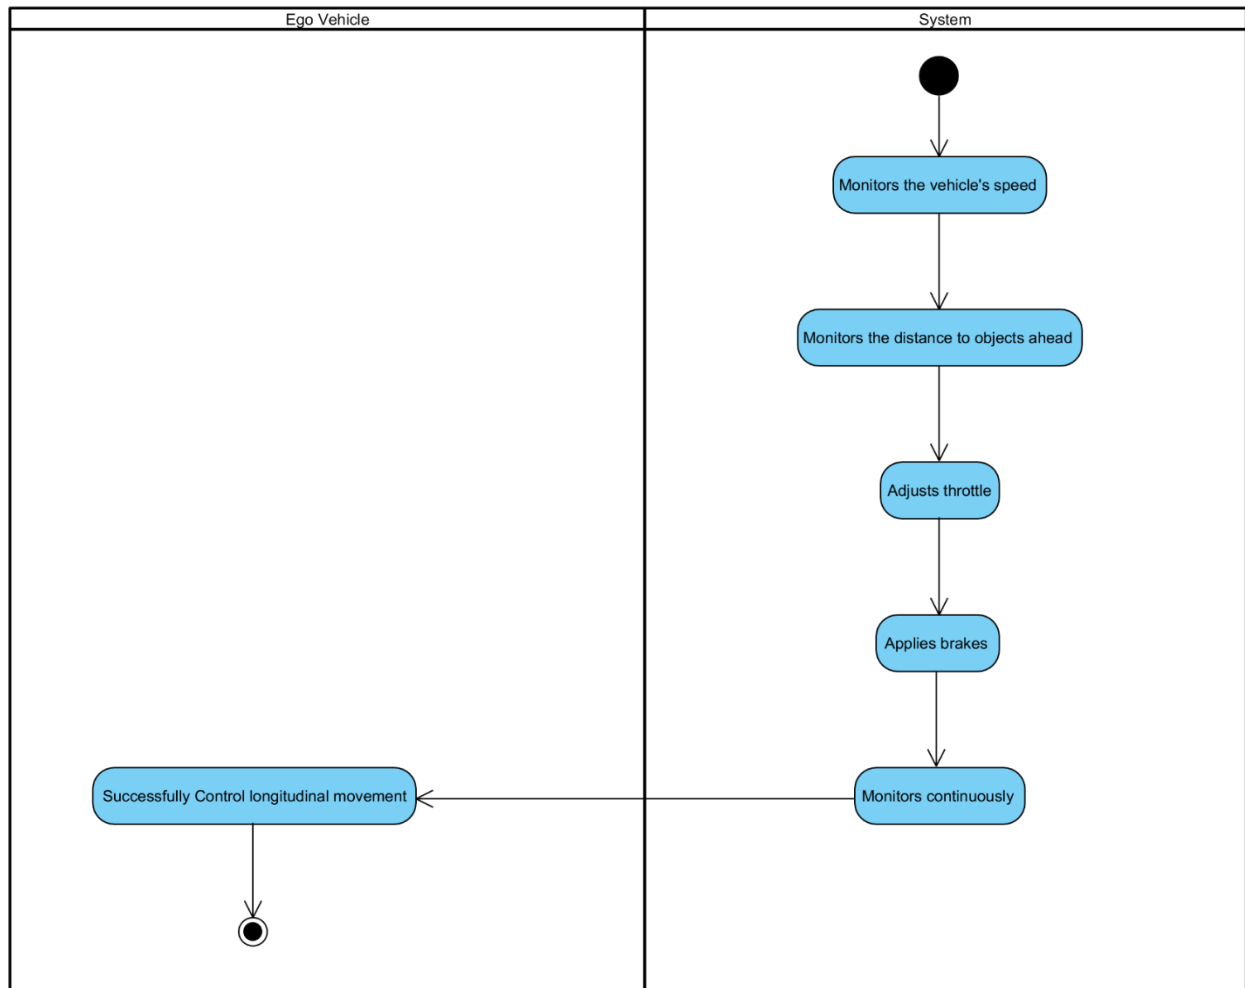 Ego Vehicle
System
Monitors the vehicle's speed
Monitors the distance to objects ahead
Adjusts throttle
Applies brakes
Successfully Control longitudinal movement
Monitors continuously